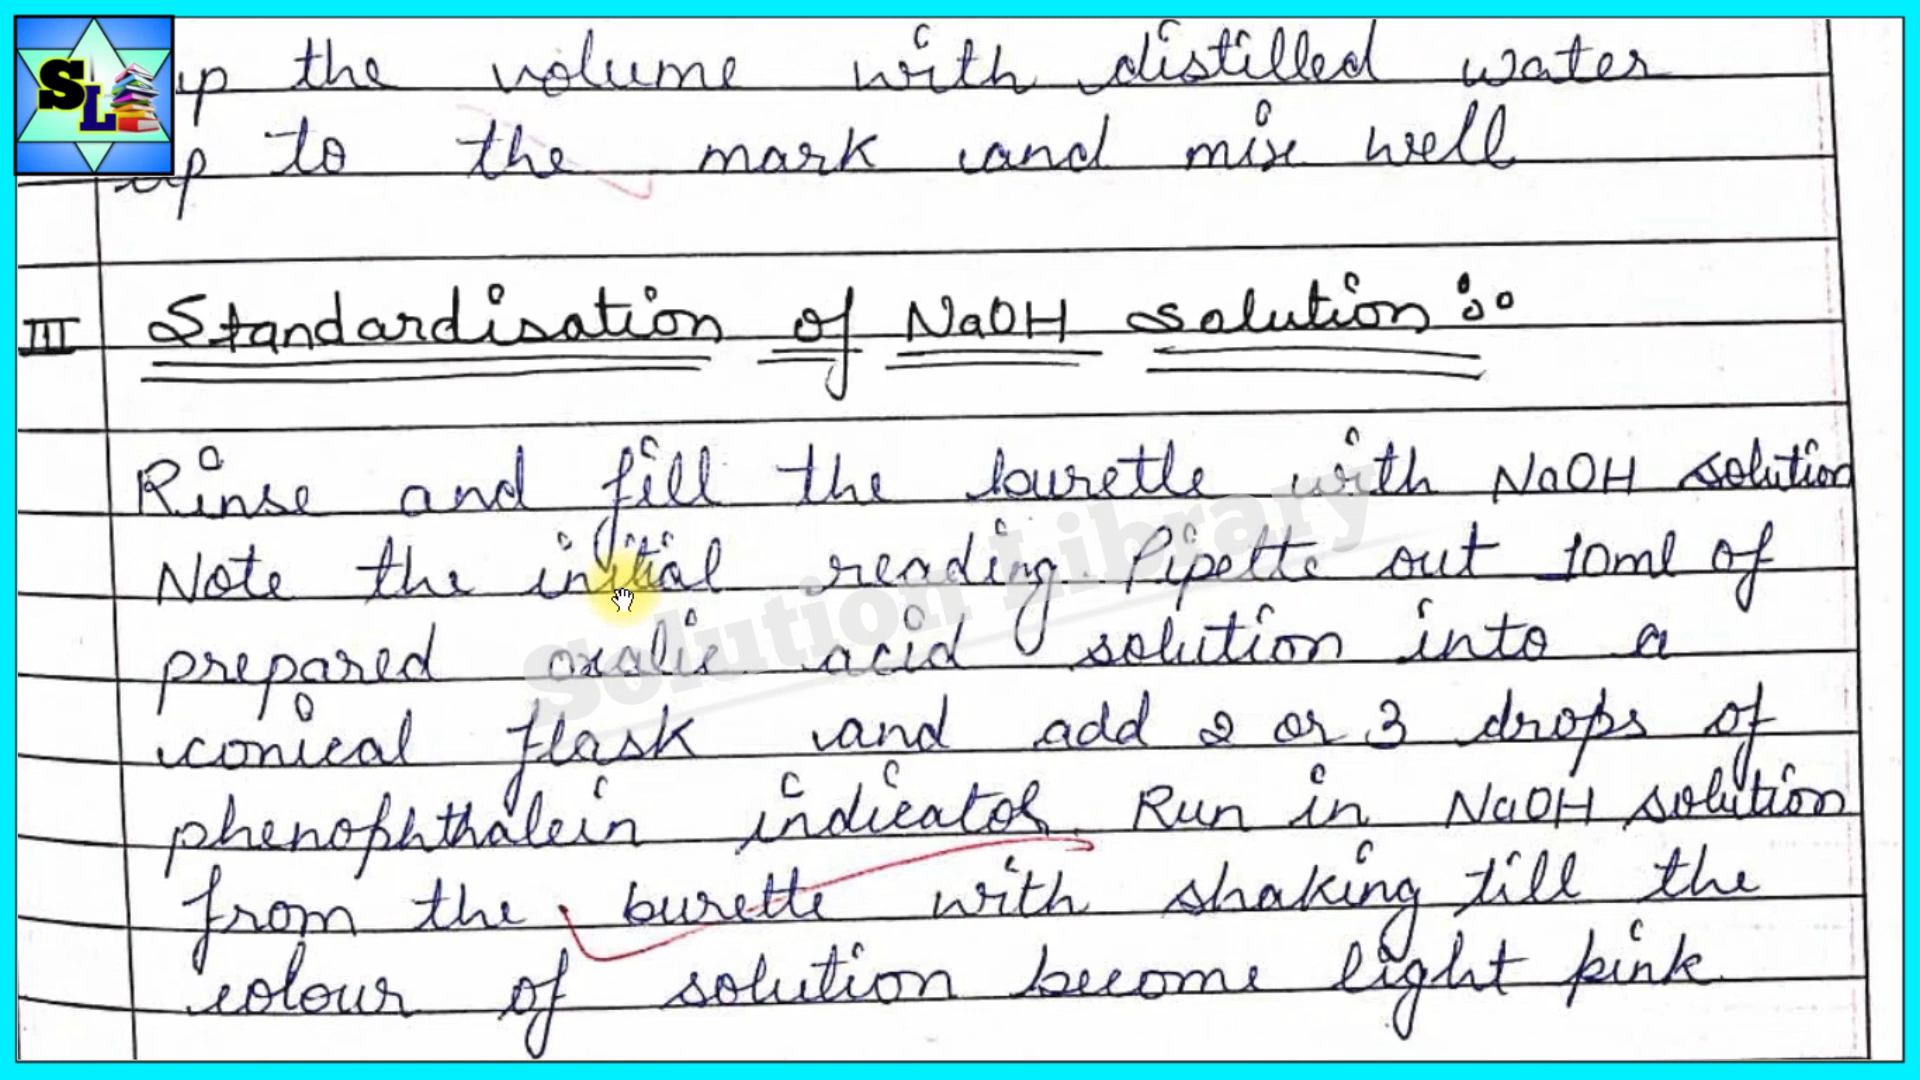 SL
up the volume with distilled water
up to the mark and mix well
III Standardisation of NaOH solution :-
Rinse and fill the burette with NaOH solution
Note the initial reading. Pipette out 10ml of
prepared oxalic acid solution into a
conical flask and add 2 or 3 drops of
phenophthalein indicator. Run in NaOH solution
from the burette with shaking till the
colour of solution become light pink
Solution Library